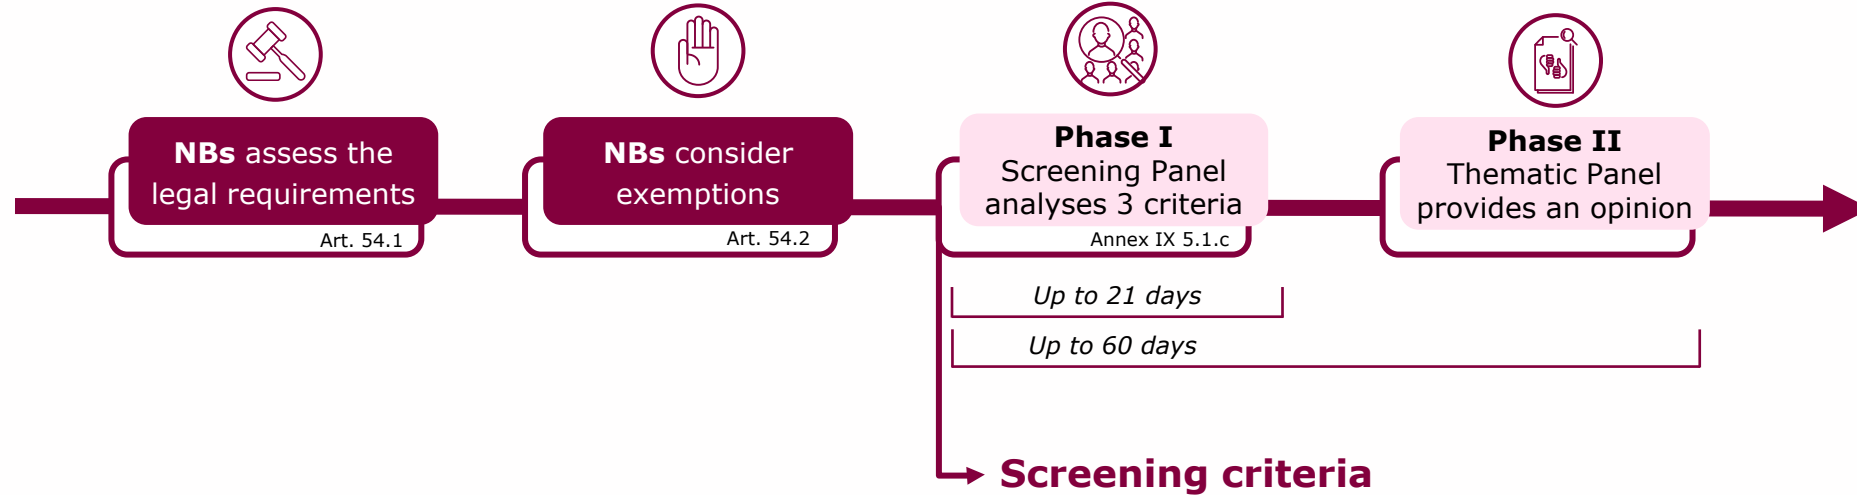 NBs assess the
legal requirements
Art. 54.1
NBs consider
exemptions
Art. 54.2
Phase I
Screening Panel
analyses 3 criteria
Annex IX 5.1.c
Phase II
Thematic Panel
provides an opinion
Up to 21 days
Up to 60 days
Screening criteria